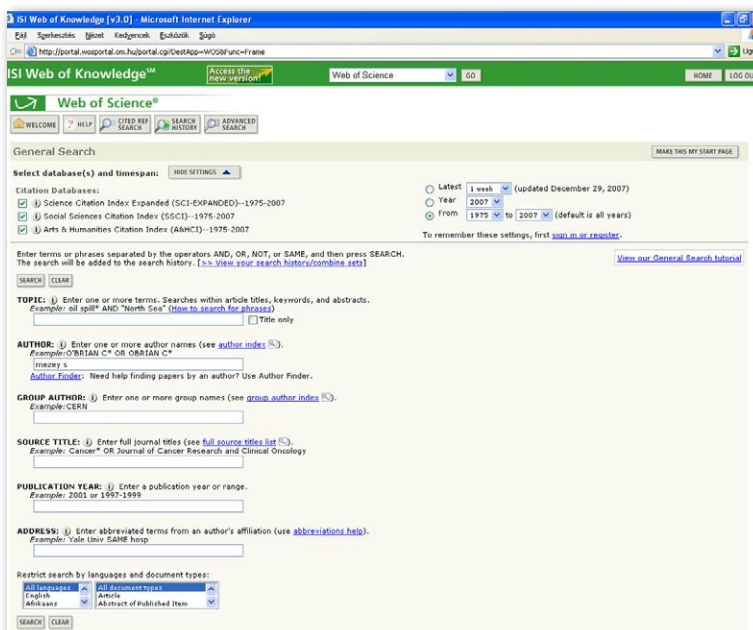 ISI Web of Knowledge [v3.0] - Microsoft Internet Explorer
Fájl Szerkesztés Nézet Kedvencek Eszközök Súgó
Cím http://portal.wosportal.om.hu/portal.cgi?DestApp=WOS&Func=Frame
ISI Web of Knowledge℠ Access the new version! Web of Science GO HOME LOG OU
Web of Science®
WELCOME ? HELP CITED REF SEARCH SEARCH HISTORY ADVANCED SEARCH
General Search MAKE THIS MY START PAGE
Select database(s) and timespan: HIDE SETTINGS
Citation Databases:
Science Citation Index Expanded (SCI-EXPANDED)--1975-2007
Social Sciences Citation Index (SSCI)--1975-2007
Arts & Humanities Citation Index (A&HCI)--1975-2007
Latest 1 week (updated December 29, 2007)
Year 2007
From 1975 to 2007 (default is all years)
To remember these settings, first sign in or register.
Enter terms or phrases separated by the operators AND, OR, NOT, or SAME, and then press SEARCH.
The search will be added to the search history. [>> View your search history/combine sets]
View our General Search tutorial
SEARCH CLEAR
TOPIC: Enter one or more terms. Searches within article titles, keywords, and abstracts.
Example: oil spill* AND "North Sea" (How to search for phrases)
Title only
AUTHOR: Enter one or more author names (see author index).
Example: O'BRIAN C* OR OBRIAN C*
mezey s
Author Finder: Need help finding papers by an author? Use Author Finder.
GROUP AUTHOR: Enter one or more group names (see group author index).
Example: CERN
SOURCE TITLE: Enter full journal titles (see full source titles list).
Example: Cancer* OR Journal of Cancer Research and Clinical Oncology
PUBLICATION YEAR: Enter a publication year or range.
Example: 2001 or 1997-1999
ADDRESS: Enter abbreviated terms from an author's affiliation (use abbreviations help).
Example: Yale Univ SAME hosp
Restrict search by languages and document types:
All languages All document types
English Article
Afrikaans Abstract of Published Item
SEARCH CLEAR